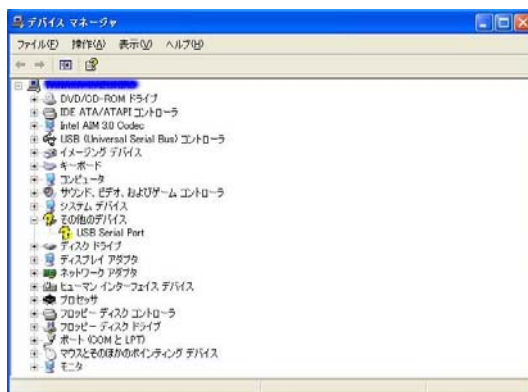 デバイス マネージャ
ファイル(F) 操作(A) 表示(V) ヘルプ(H)
DVD/CD-ROM ドライブ
IDE ATA/ATAPI コントローラ
Intel AIM 3.0 Codec
USB (Universal Serial Bus) コントローラ
イメージング デバイス
キーボード
コンピュータ
サウンド、ビデオ、およびゲーム コントローラ
システム デバイス
その他のデバイス
USB Serial Port
ディスク ドライブ
ディスプレイ アダプタ
ネットワーク アダプタ
ヒューマン インターフェイス デバイス
プロセッサ
フロッピー ディスク コントローラ
フロッピー ディスク ドライブ
ポート (COM と LPT)
マウスとそのほかのポインティング デバイス
モニタ